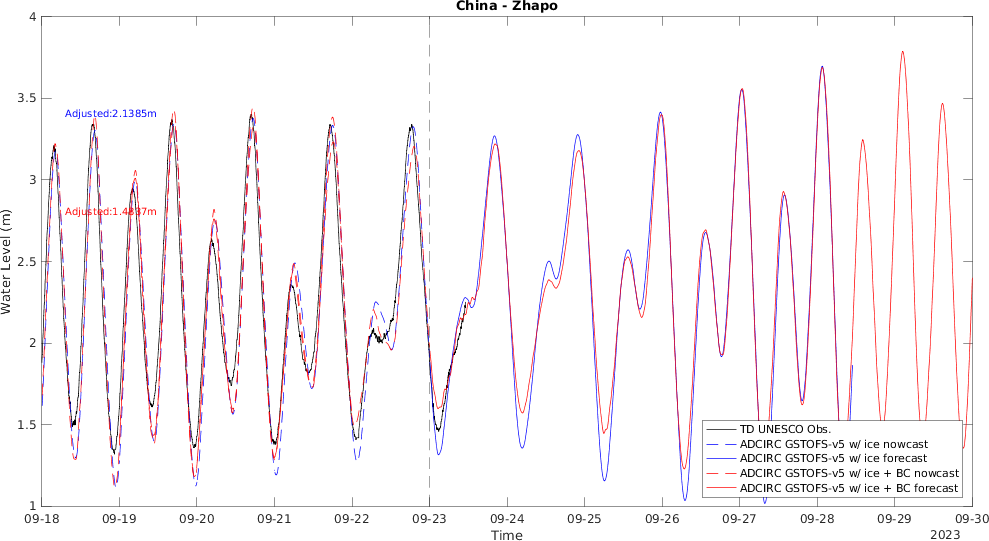 China - Zhapo
4
3.5
3
2.5
2
1.5
1
Water Level (m)
Adjusted:2.1385m
TD UNESCO Obs.
ADCIRC GSTOFS-v5 w/ ice nowcast
ADCIRC GSTOFS-v5 w/ ice forecast
ADCIRC GSTOFS-v5 w/ ice + BC nowcast
ADCIRC GSTOFS-v5 w/ ice + BC forecast
09-18 09-19 09-20 09-21 09-22 09-23 09-24 09-25 09-26 09-27 09-28 09-29 09-30
Time
2023